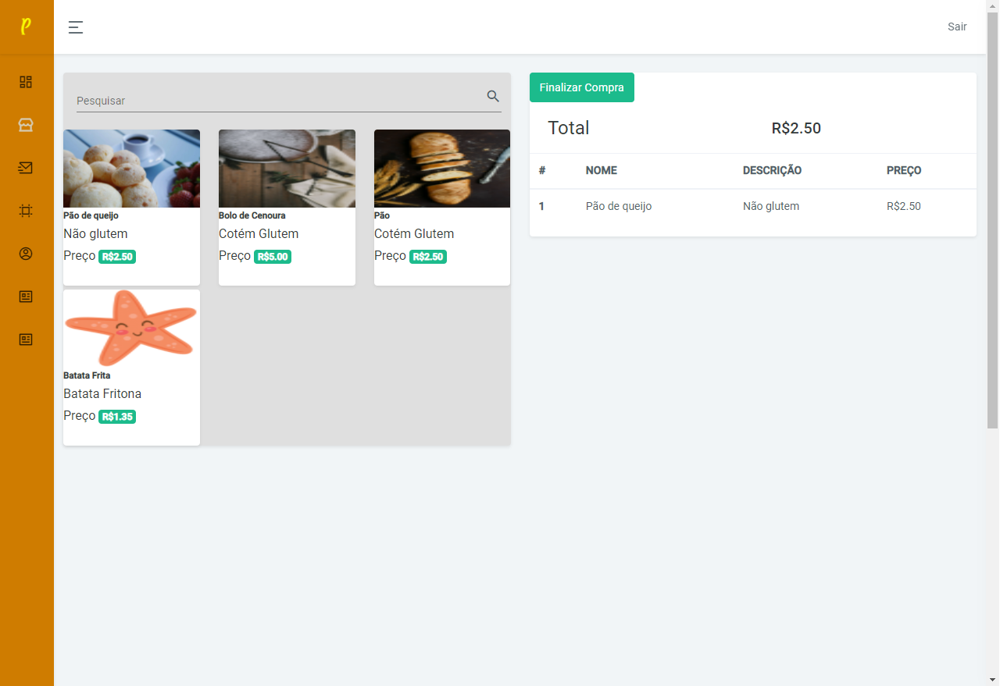 p
Sair
Pesquisar
Pão de queijo
Não glutem
Preço R$2.50
Bolo de Cenoura
Cotém Glutem
Preço R$5.00
Pão
Cotém Glutem
Preço R$2.50
Batata Frita
Batata Fritona
Preço R$1.35
Finalizar Compra
Total R$2.50
# NOME DESCRIÇÃO PREÇO
1 Pão de queijo Não glutem R$2.50